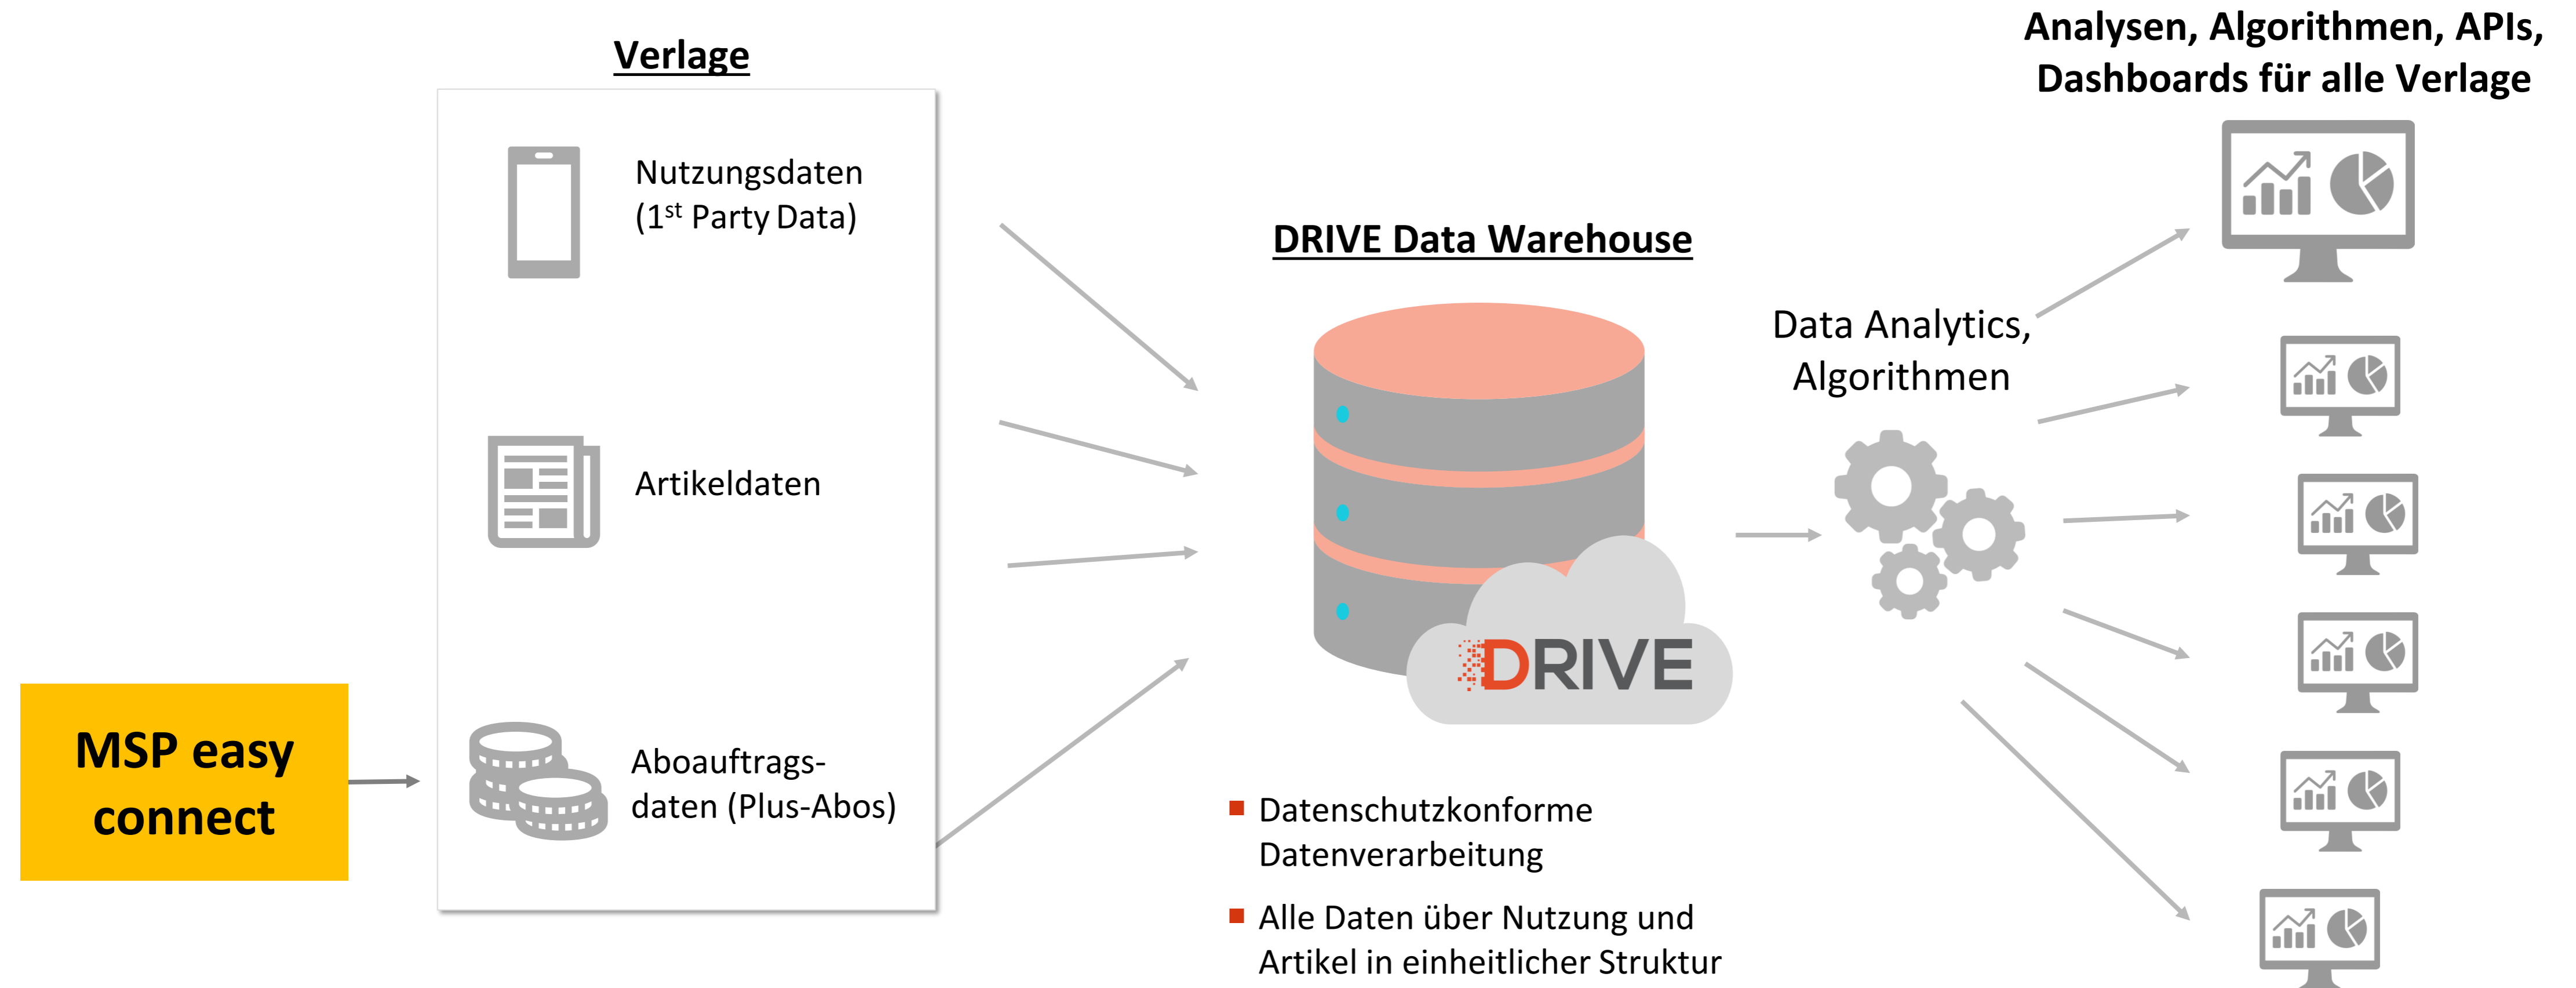 Verlage
Nutzungsdaten
(1st Party Data)
Artikeldaten
Aboauftrags-
daten (Plus-Abos)
MSP easy
connect
DRIVE Data Warehouse
DRIVE
Datenschutzkonforme
Datenverarbeitung
Alle Daten über Nutzung und
Artikel in einheitlicher Struktur
Data Analytics,
Algorithmen
Analysen, Algorithmen, APIs,
Dashboards für alle Verlage